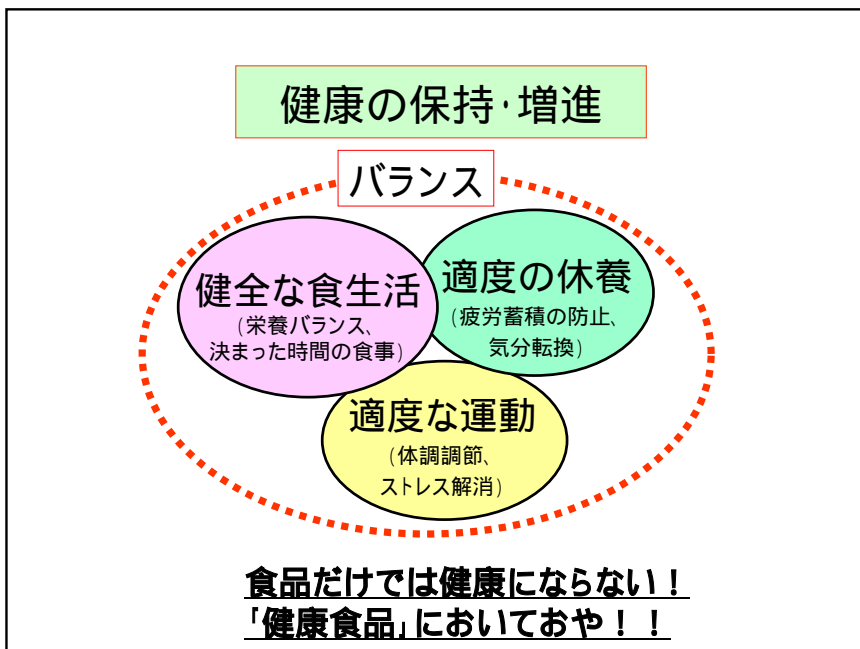 健康の保持・増進
バランス
健全な食生活
(栄養バランス、
決まった時間の食事)
適度の休養
(疲労蓄積の防止、
気分転換)
適度な運動
(体調調節、
ストレス解消)
食品だけでは健康にならない！
「健康食品」においておや！！